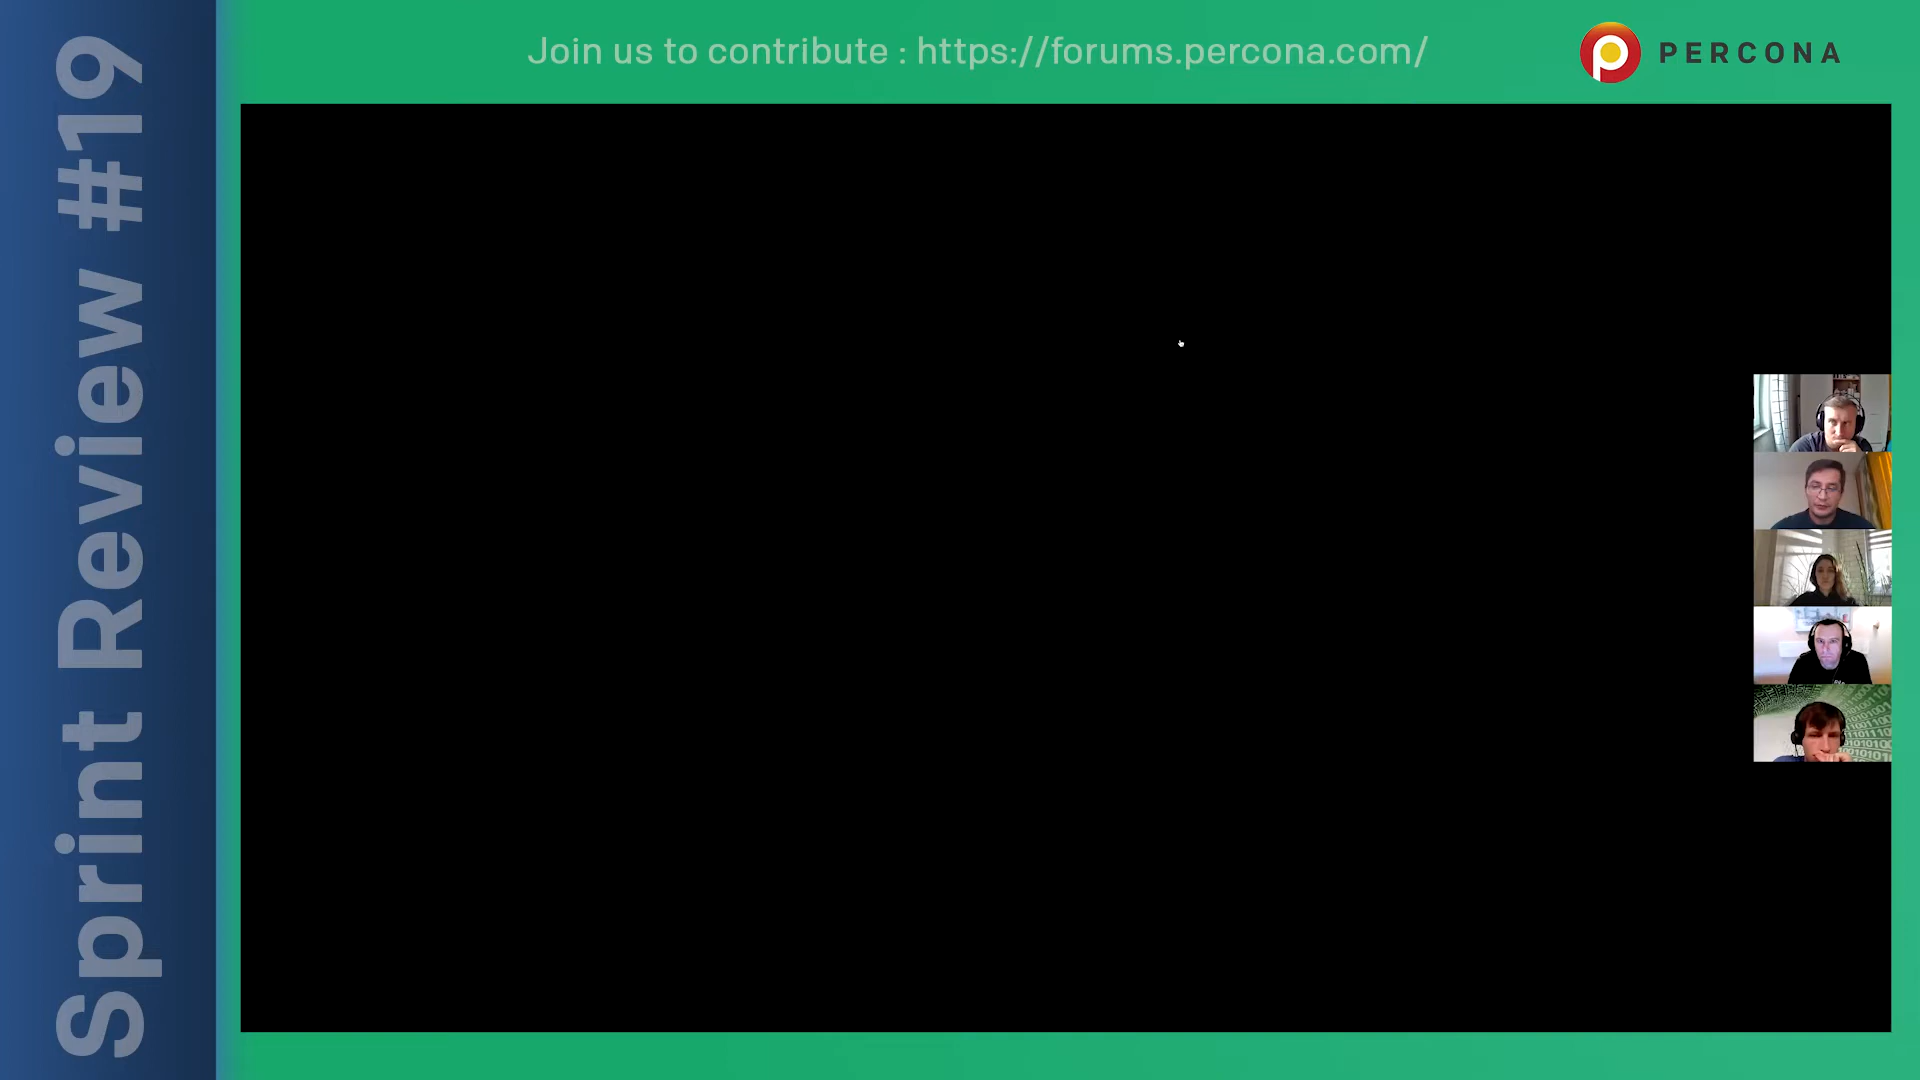 Sprint Review #19
Join us to contribute : https://forums.percona.com/
PERCONA